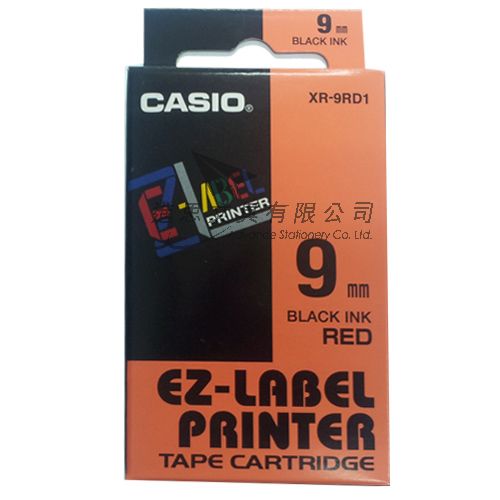 9 mm
BLACK INK
CASIO®
XR-9RD1
EZ-LABEL
PRINTER
有限公司
Advance Stationery Co. Ltd.
9 mm
BLACK INK
RED
EZ-LABEL
PRINTER
TAPE CARTRIDGE